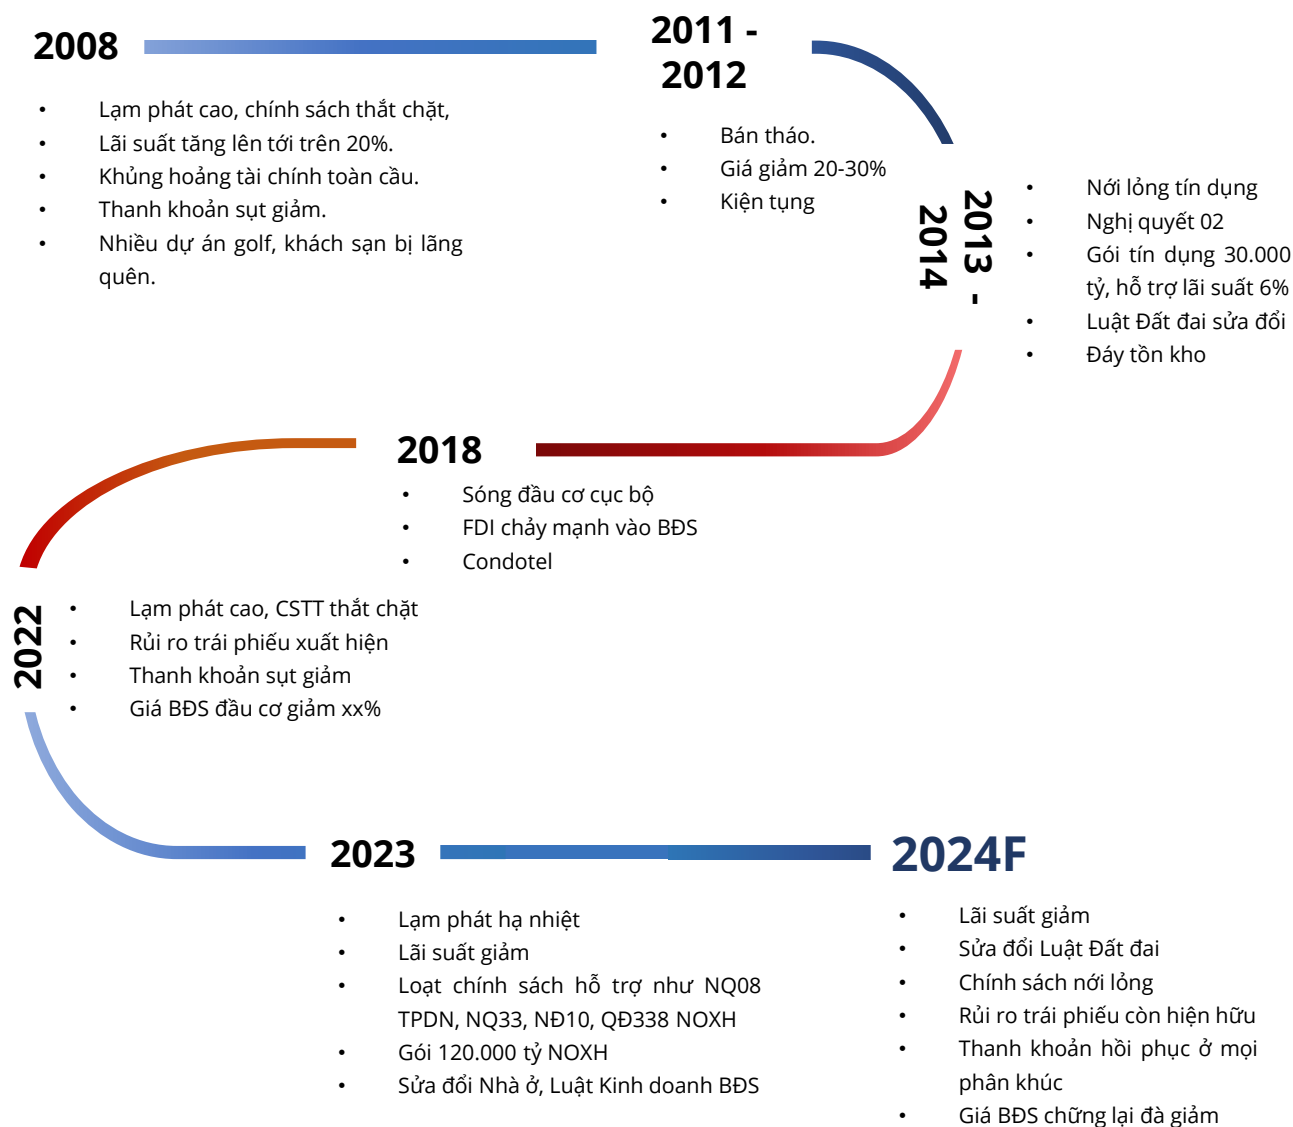 2008
• Lạm phát cao, chính sách thắt chặt,
• Lãi suất tăng lên tới trên 20%.
• Khủng hoảng tài chính toàn cầu.
• Thanh khoản sụt giảm.
• Nhiều dự án golf, khách sạn bị lãng
quên.
2011 -
2012
• Bán tháo.
• Giá giảm 20-30%
• Kiện tụng
2013 -
2014
• Nới lỏng tín dụng
• Nghị quyết 02
• Gói tín dụng 30.000
tỷ, hỗ trợ lãi suất 6%
• Luật Đất đai sửa đổi
• Đáy tồn kho
2018
• Sóng đầu cơ cục bộ
• FDI chảy mạnh vào BĐS
• Condotel
2022
• Lạm phát cao, CSTT thắt chặt
• Rủi ro trái phiếu xuất hiện
• Thanh khoản sụt giảm
• Giá BĐS đầu cơ giảm xx%
2023
• Lạm phát hạ nhiệt
• Lãi suất giảm
• Loạt chính sách hỗ trợ như NQ08
TPDN, NQ33, NĐ10, QĐ338 NOXH
• Gói 120.000 tỷ NOXH
• Sửa đổi Nhà ở, Luật Kinh doanh BĐS
2024F
• Lãi suất giảm
• Sửa đổi Luật Đất đai
• Chính sách nới lỏng
• Rủi ro trái phiếu còn hiện hữu
• Thanh khoản hồi phục ở mọi
phân khúc
• Giá BĐS chững lại đà giảm